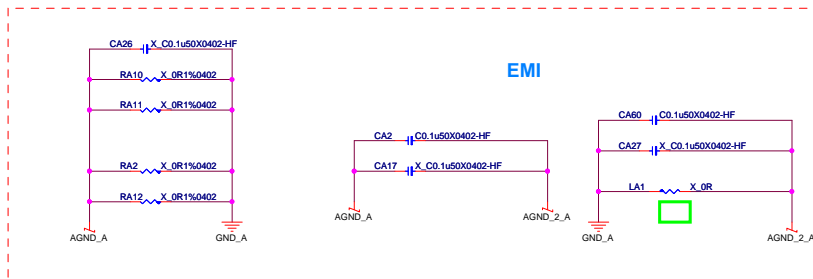 EMI
CA26 X_C0.1u50X0402-HF
RA10 X_0R1%0402
RA11 X_0R1%0402
RA2 X_0R1%0402
RA12 X_0R1%0402
AGND_A GND_A
CA2 C0.1u50X0402-HF
CA17 X_C0.1u50X0402-HF
AGND_A AGND_2_A
CA60 C0.1u50X0402-HF
CA27 X_C0.1u50X0402-HF
LA1 X_0R
GND_A AGND_2_A